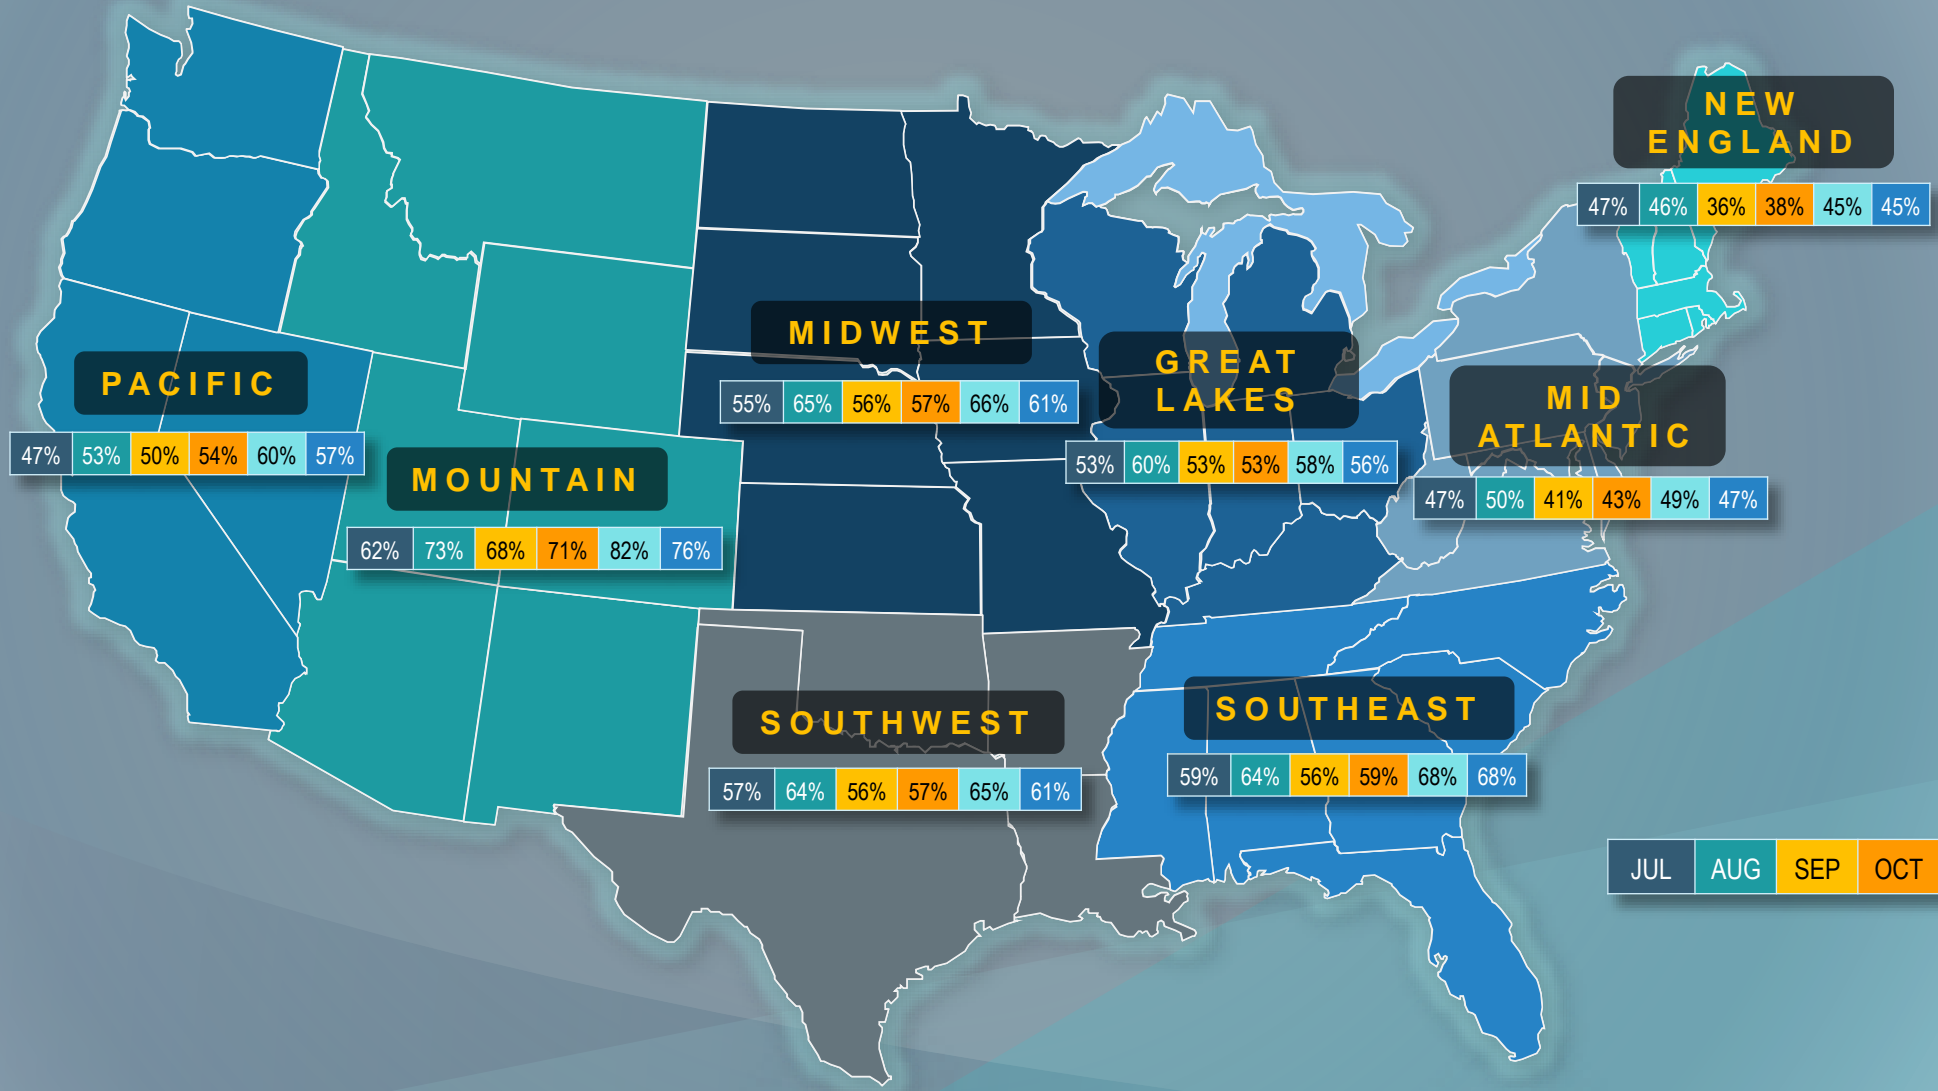 NEW
ENGLAND
47% 46% 36% 38% 45% 45%
MIDWEST
55% 65% 56% 57% 66% 61%
GREAT
LAKES
53% 60% 53% 53% 58% 56%
PACIFIC
47% 53% 50% 54% 60% 57%
MID
ATLANTIC
47% 50% 41% 43% 49% 47%
MOUNTAIN
62% 73% 68% 71% 82% 76%
SOUTHWEST
57% 64% 56% 57% 65% 61%
SOUTHEAST
59% 64% 56% 59% 68% 68%
JUL AUG SEP OCT